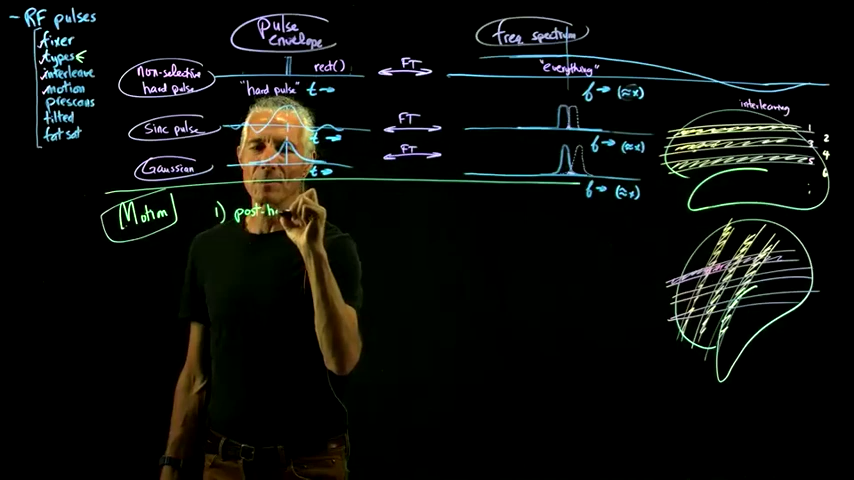 - RF pulses
fixer
types
interleave
motion
prescans
tilted
fat sat
pulse
envelope
freq spectrum
non-selective
hard pulse
rect()
"hard pulse" t →
FT
"everything"
f → (≈x)
Sinc pulse
t →
FT
f → (≈x)
Gaussian
t →
FT
f → (≈x)
interleaving
1
2
3
4
5
6
Motion
1) post-h